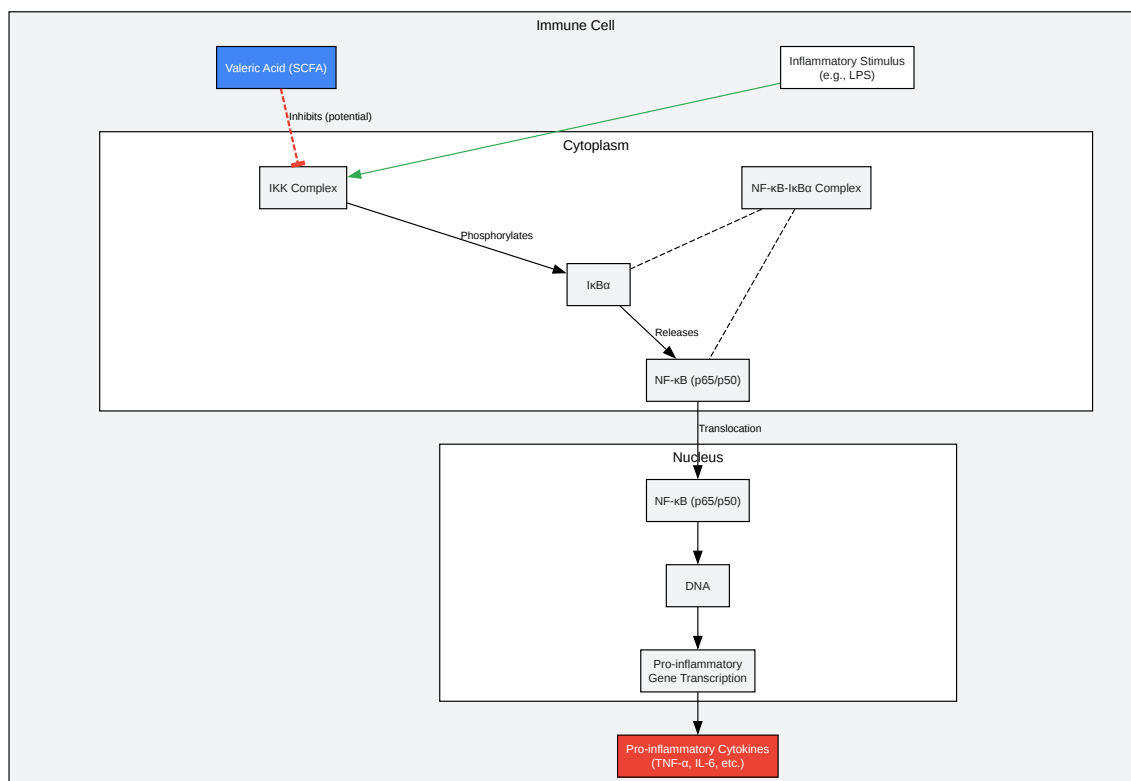 Immune Cell
Valeric Acid (SCFA)
Inflammatory Stimulus
(e.g., LPS)
Inhibits (potential)
Cytoplasm
IKK Complex
NF-κB-IκBα Complex
Phosphorylates
IκBα
Releases
NF-κB (p65/p50)
Translocation
Nucleus
NF-κB (p65/p50)
DNA
Pro-inflammatory
Gene Transcription
Pro-inflammatory Cytokines
(TNF-α, IL-6, etc.)